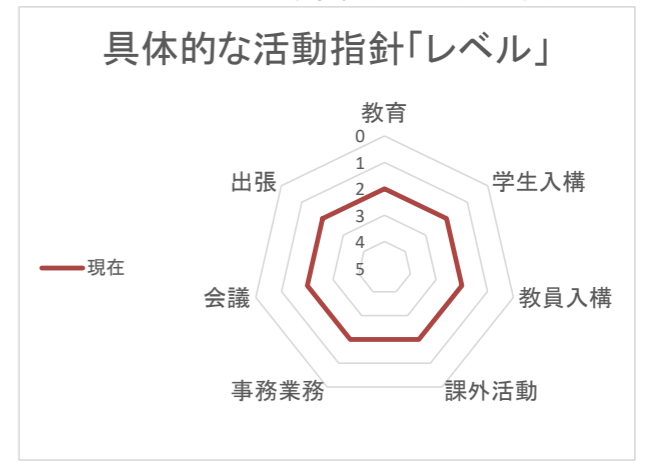 具体的な活動指針｢レベル｣
教育
0
1
2
3
4
5
出張
学生入構
現在
会議
教員入構
事務業務
課外活動